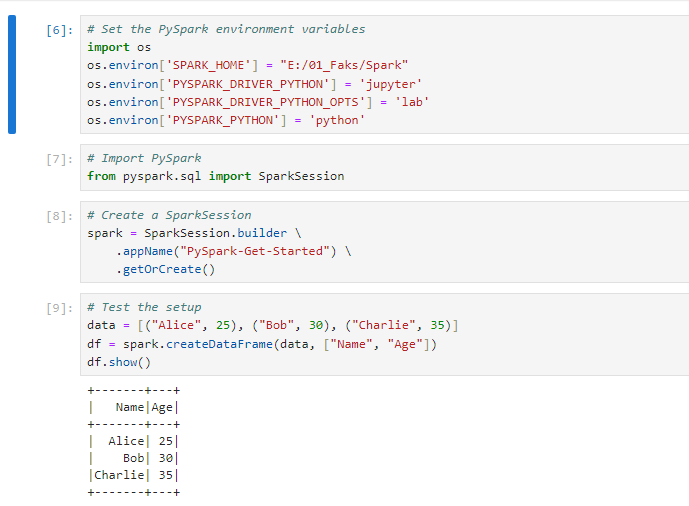 [6]: # Set the PySpark environment variables
import os
os.environ['SPARK_HOME'] = "E:/01_Faks/Spark"
os.environ['PYSPARK_DRIVER_PYTHON'] = 'jupyter'
os.environ['PYSPARK_DRIVER_PYTHON_OPTS'] = 'lab'
os.environ['PYSPARK_PYTHON'] = 'python'
[7]: # Import PySpark
from pyspark.sql import SparkSession
[8]: # Create a SparkSession
spark = SparkSession.builder \
    .appName("PySpark-Get-Started") \
    .getOrCreate()
[9]: # Test the setup
data = [("Alice", 25), ("Bob", 30), ("Charlie", 35)]
df = spark.createDataFrame(data, ["Name", "Age"])
df.show()
+-------+---+
|   Name|Age|
+-------+---+
|  Alice| 25|
|    Bob| 30|
|Charlie| 35|
+-------+---+